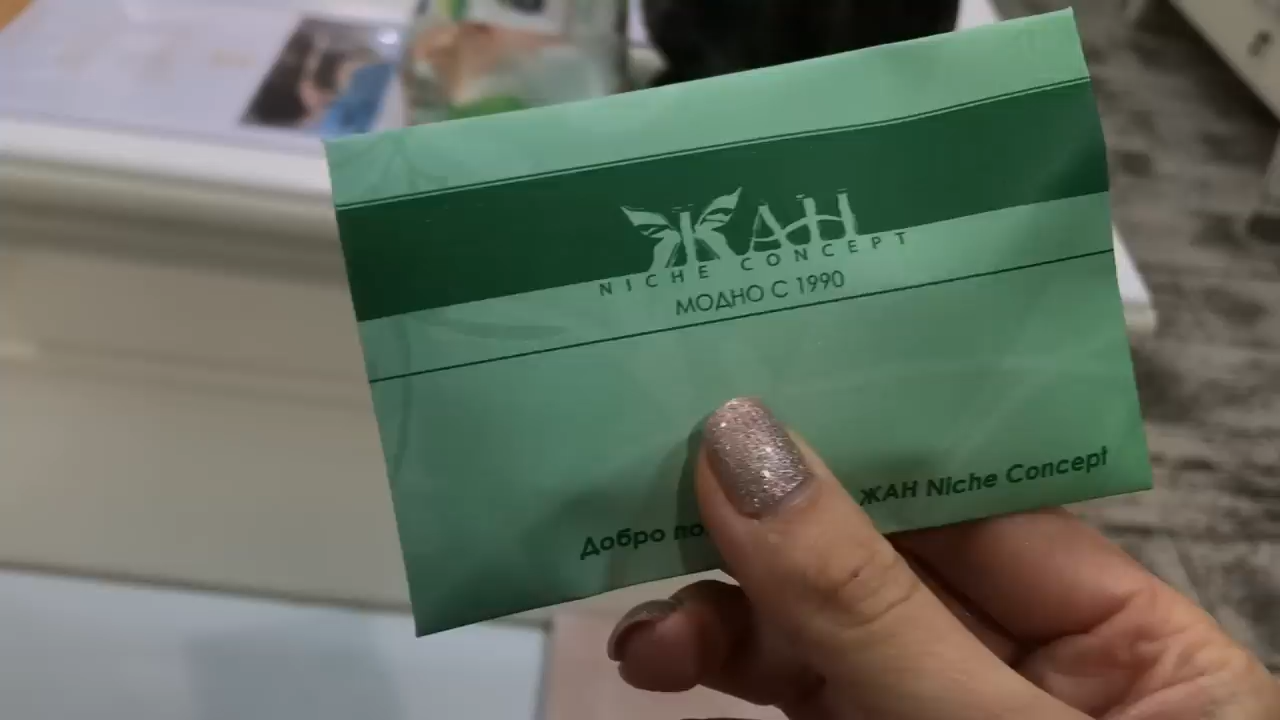 ЖАН
NICHE CONCEPT
МОДНО С 1990
Добро по
ЖАН Niche Concept